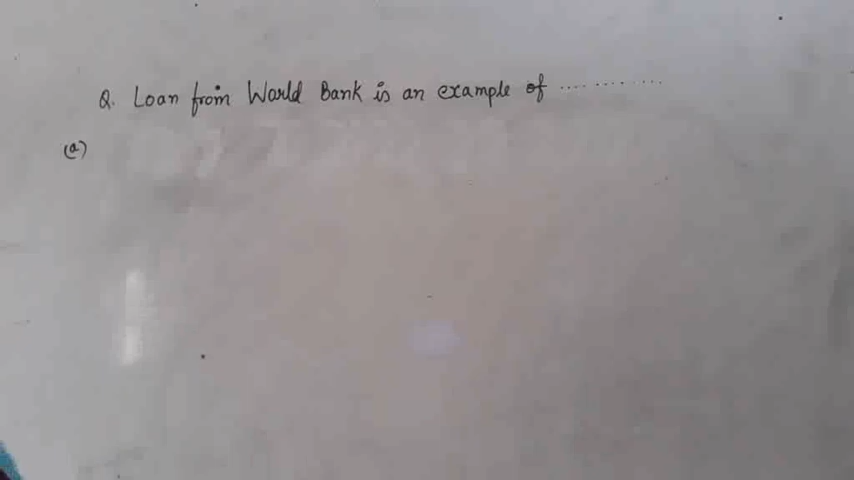 Q. Loan from World Bank is an example of ............
(a)